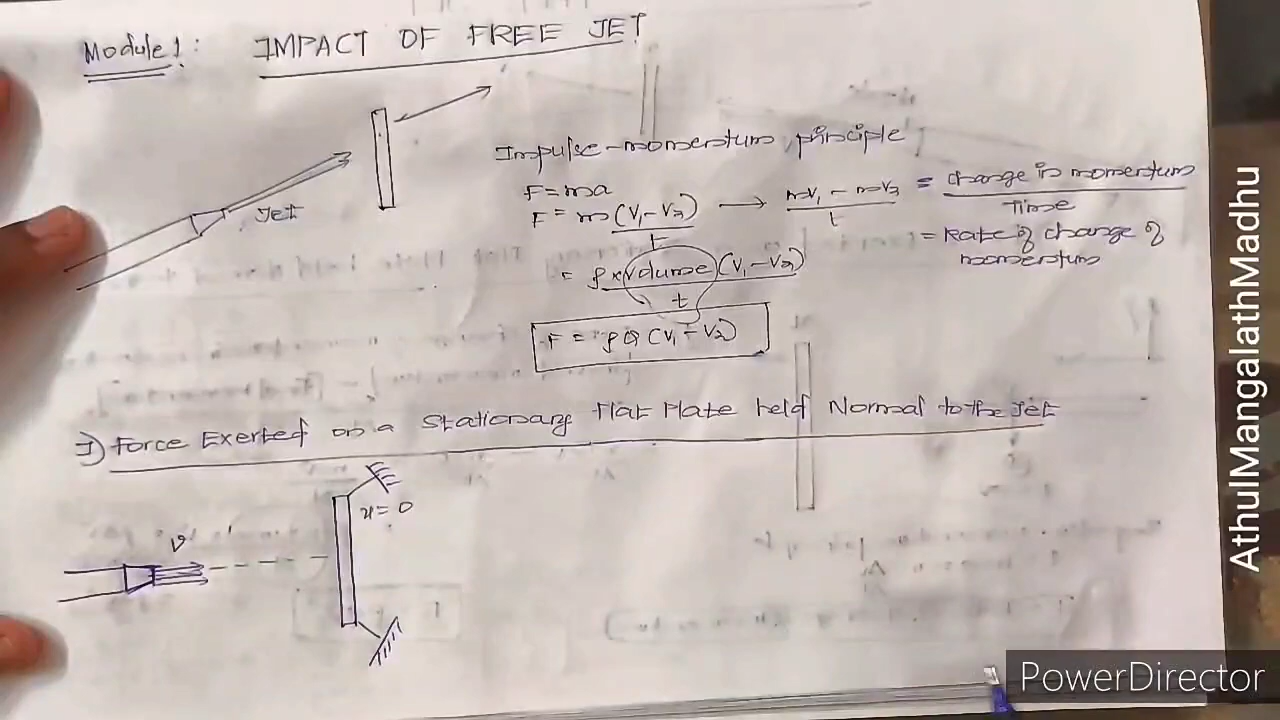 Module 1: IMPACT OF FREE JET
Jet
Impulse-momentum principle
F = ma
F = m(V₁ - V₂)/t → mV₁ - mV₂/t = change in momentum/Time
= Rate of change of momentum
= ρ x Volume (V₁ - V₂)/t
F = ρQ (V₁ - V₂)
I) Force Exerted on a Stationary Flat Plate held Normal to the Jet
u = 0
v
AthulMangalathMadhu
PowerDirector